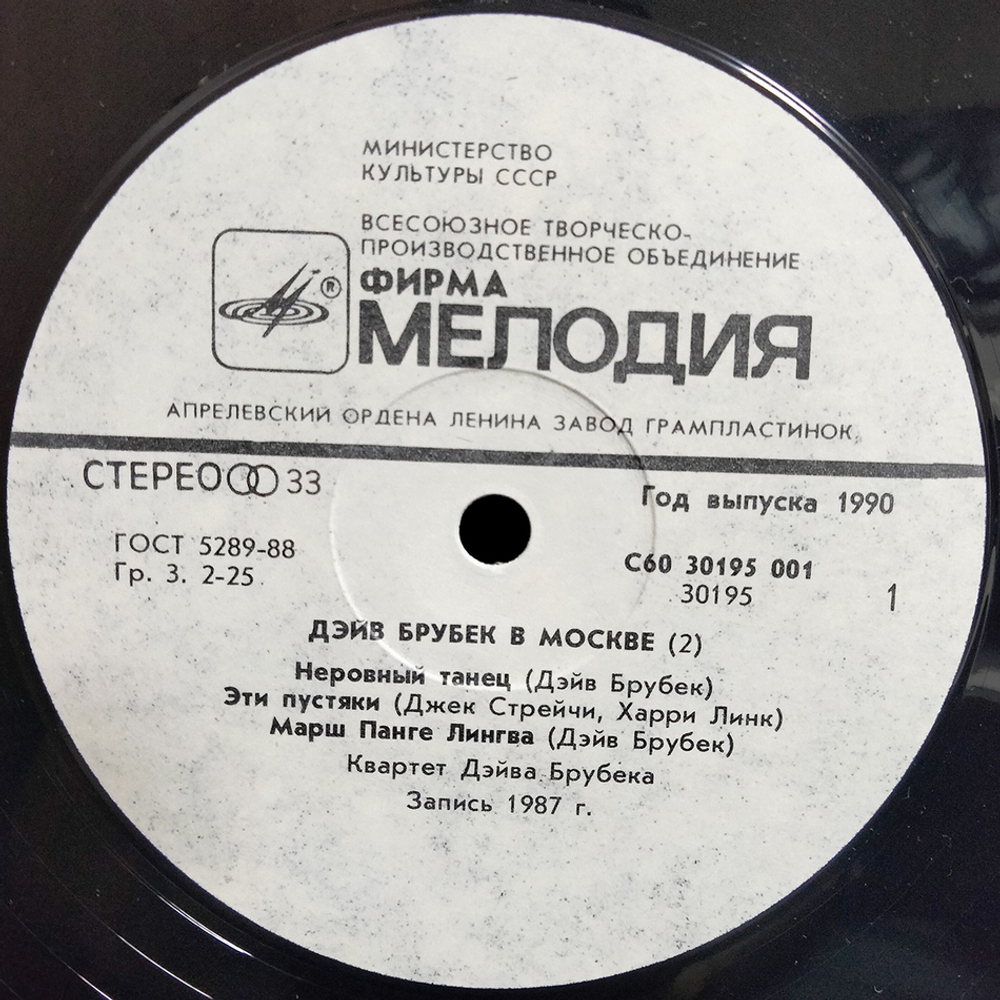 МИНИСТЕРСТВО
КУЛЬТУРЫ СССР
ВСЕСОЮЗНОЕ ТВОРЧЕСКО-
ПРОИЗВОДСТВЕННОЕ ОБЪЕДИНЕНИЕ
®
ФИРМА
МЕЛОДИЯ
АПРЕЛЕВСКИЙ ОРДЕНА ЛЕНИНА ЗАВОД ГРАМПЛАСТИНОК
СТЕРЕО 33
Год выпуска 1990
ГОСТ 5289-88
Гр. 3. 2-25
С60 30195 001
30195
1
ДЭЙВ БРУБЕК В МОСКВЕ (2)
Неровный танец (Дэйв Брубек)
Эти пустяки (Джек Стрейчи, Харри Линк)
Марш Панге Лингва (Дэйв Брубек)
Квартет Дэйва Брубека
Запись 1987 г.